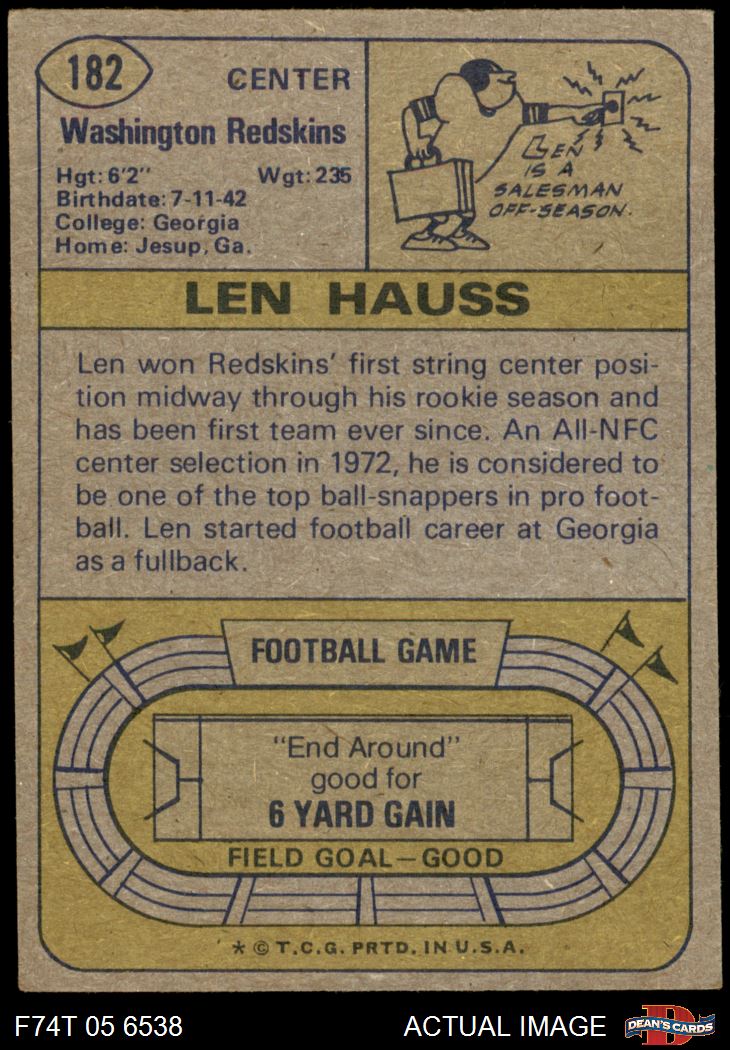 182
CENTER
Washington Redskins
Hgt: 6'2" Wgt: 235
Birthdate: 7-11-42
College: Georgia
Home: Jesup, Ga.
LEN
IS A
SALESMAN
OFF-SEASON.
LEN HAUSS
Len won Redskins' first string center posi-
tion midway through his rookie season and
has been first team ever since. An All-NFC
center selection in 1972, he is considered to
be one of the top ball-snappers in pro foot-
ball. Len started football career at Georgia
as a fullback.
FOOTBALL GAME
"End Around"
good for
6 YARD GAIN
FIELD GOAL—GOOD
* © T.C.G. PRTD. IN U.S.A.
F74T 05 6538 ACTUAL IMAGE
D
DEAN'S CARDS